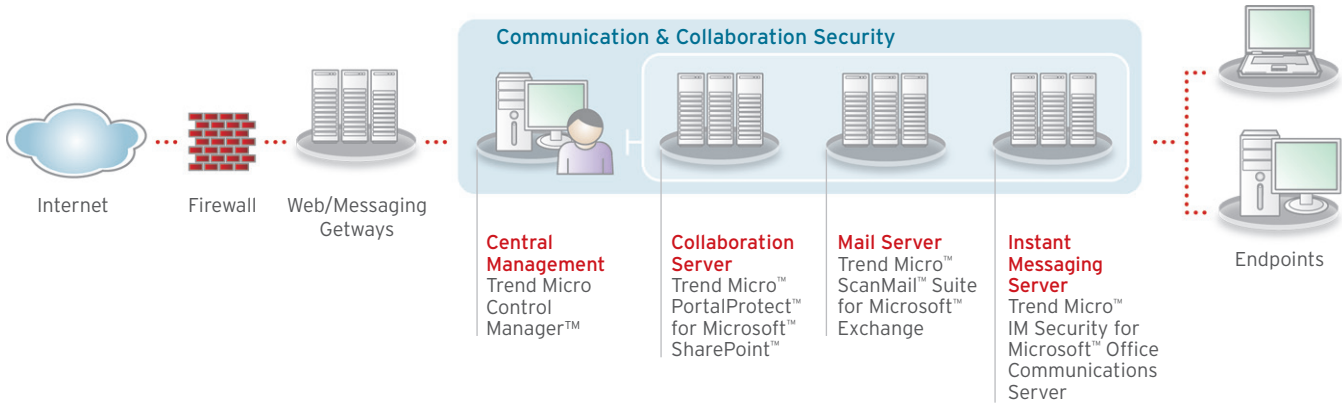 Communication & Collaboration Security
Internet
Firewall
Web/Messaging
Getways
Central
Management
Trend Micro
Control
Manager™
Collaboration
Server
Trend Micro™
PortalProtect™
for Microsoft™
SharePoint™
Mail Server
Trend Micro™
ScanMail™ Suite
for Microsoft™
Exchange
Instant
Messaging
Server
Trend Micro™
IM Security for
Microsoft™ Office
Communications
Server
Endpoints